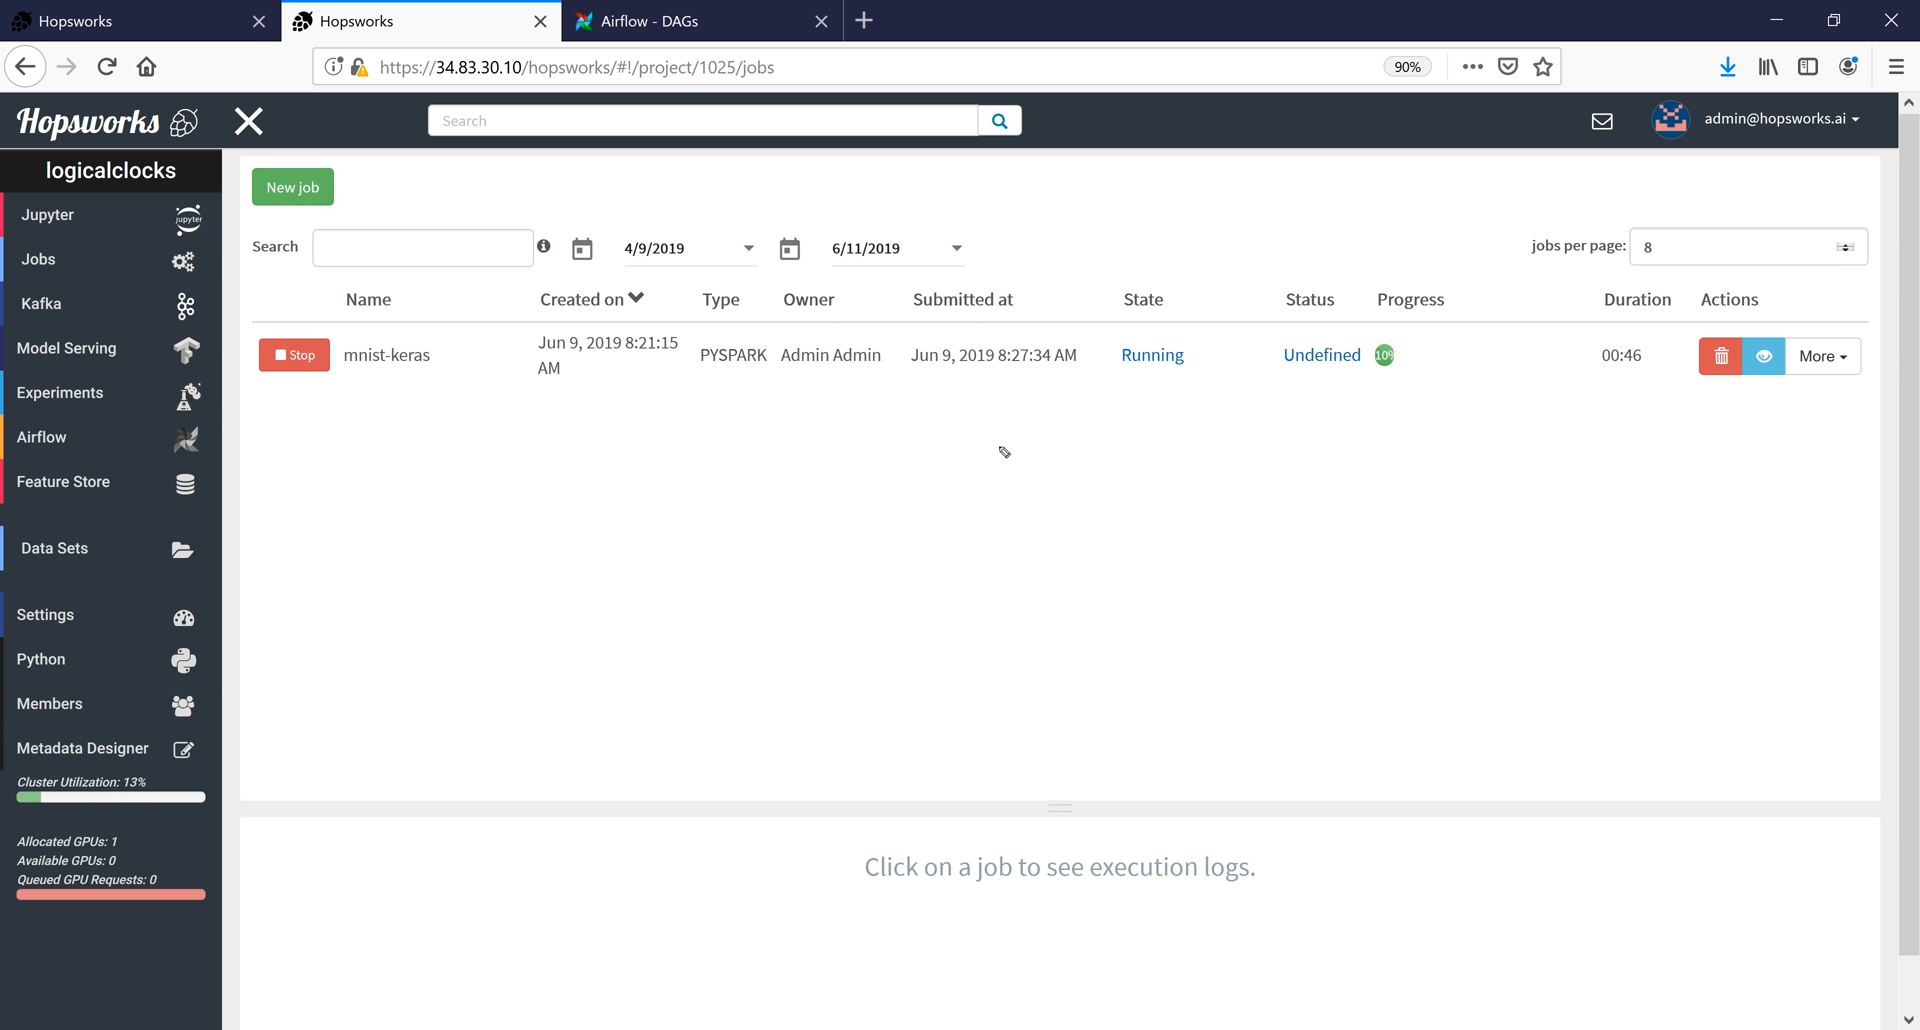 Hopsworks
Hopsworks
Airflow - DAGs
https://34.83.30.10/hopsworks/#!/project/1025/jobs
90%
Hopsworks
Search
admin@hopsworks.ai
logicalclocks
Jupyter
jupyter
Jobs
Kafka
Model Serving
Experiments
Airflow
Feature Store
Data Sets
Settings
Python
Members
Metadata Designer
Cluster Utilization: 13%
Allocated GPUs: 1
Available GPUs: 0
Queued GPU Requests: 0
New job
Search
4/9/2019
6/11/2019
jobs per page: 8
Name Created on Type Owner Submitted at State Status Progress Duration Actions
Stop mnist-keras Jun 9, 2019 8:21:15 AM PYSPARK Admin Admin Jun 9, 2019 8:27:34 AM Running Undefined 10% 00:46 More
Click on a job to see execution logs.